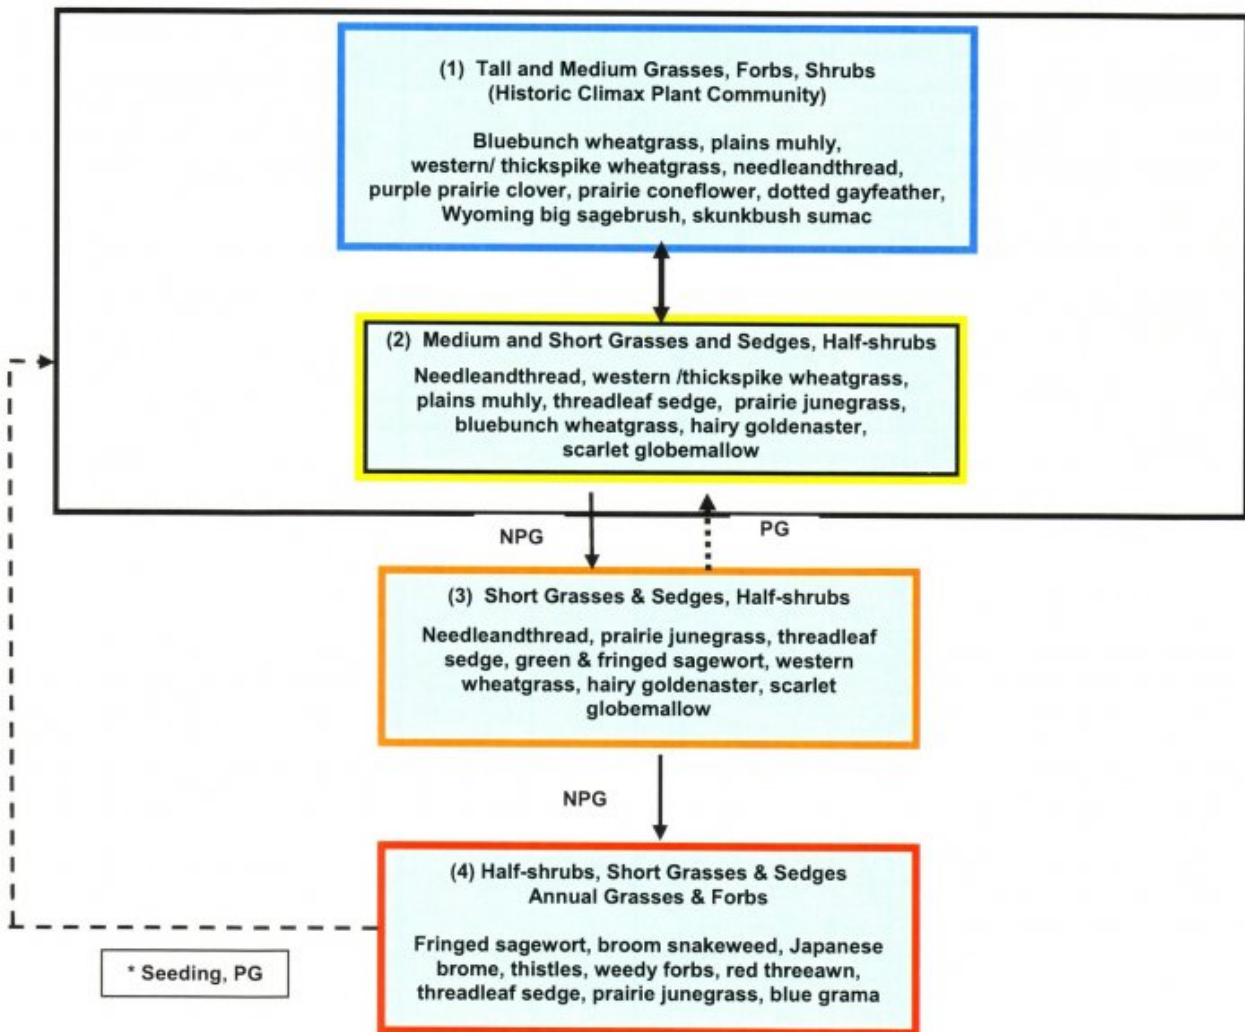 (1) Tall and Medium Grasses, Forbs, Shrubs
(Historic Climax Plant Community)
Bluebunch wheatgrass, plains muhly,
western/ thickspike wheatgrass, needleandthread,
purple prairie clover, prairie coneflower, dotted gayfeather,
Wyoming big sagebrush, skunkbush sumac
(2) Medium and Short Grasses and Sedges, Half-shrubs
Needleandthread, western /thickspike wheatgrass,
plains muhly, threadleaf sedge, prairie junegrass,
bluebunch wheatgrass, hairy goldenaster,
scarlet globemallow
NPG
PG
(3) Short Grasses & Sedges, Half-shrubs
Needleandthread, prairie junegrass, threadleaf
sedge, green & fringed sagewort, western
wheatgrass, hairy goldenaster, scarlet
globemallow
NPG
(4) Half-shrubs, Short Grasses & Sedges
Annual Grasses & Forbs
Fringed sagewort, broom snakeweed, Japanese
brome, thistles, weedy forbs, red threeawn,
threadleaf sedge, prairie junegrass, blue grama
* Seeding, PG